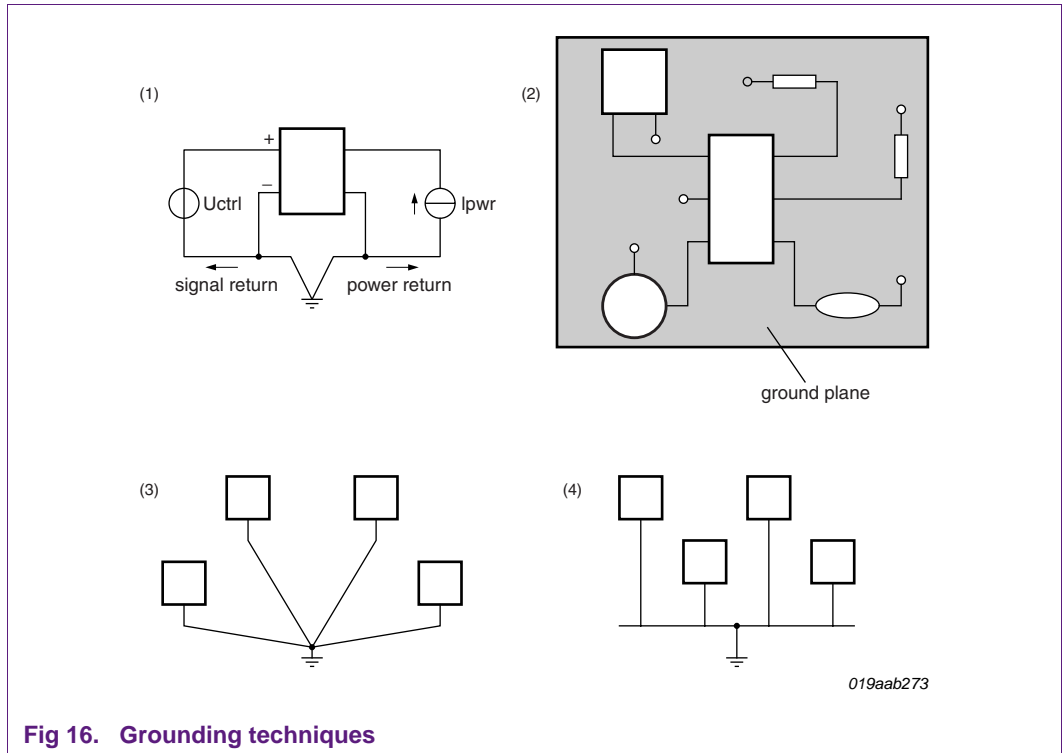 (1)
+
−
Uctrl
Ipwr
signal return
power return
(2)
ground plane
(3)
(4)
019aab273
Fig 16. Grounding techniques